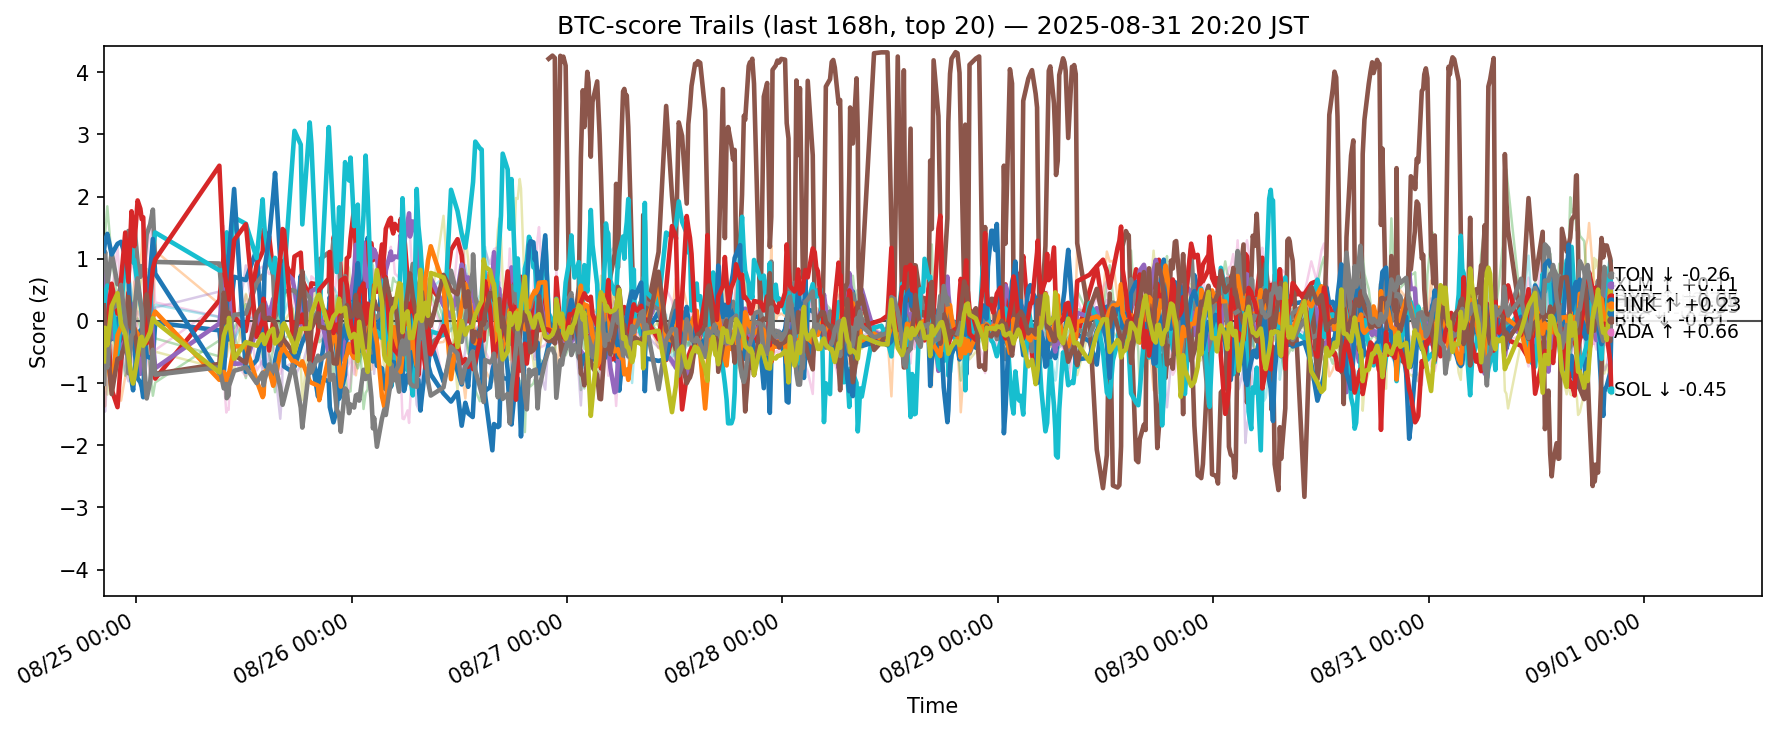 BTC-score Trails (last 168h, top 20) — 2025-08-31 20:20 JST
Score (z)
4
3
2
1
0
−1
−2
−3
−4
TON ↓ -0.26
XLM ↑ +0.11
LINK ↑ +0.23
ADA ↑ +0.66
SOL ↓ -0.45
08/25 00:00
08/26 00:00
08/27 00:00
08/28 00:00
08/29 00:00
08/30 00:00
08/31 00:00
09/01 00:00
Time